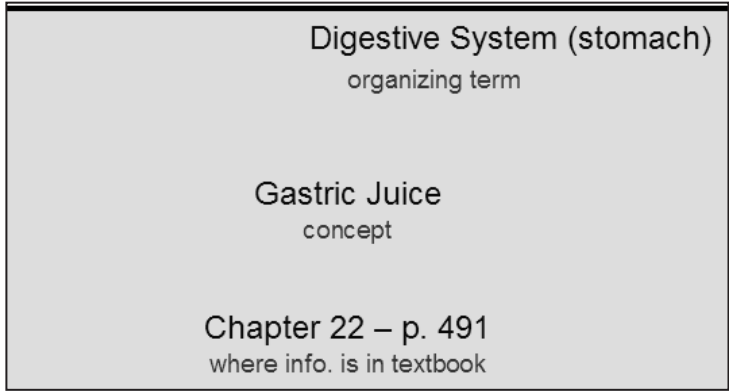 Digestive System (stomach)
organizing term
Gastric Juice
concept
Chapter 22 – p. 491
where info. is in textbook